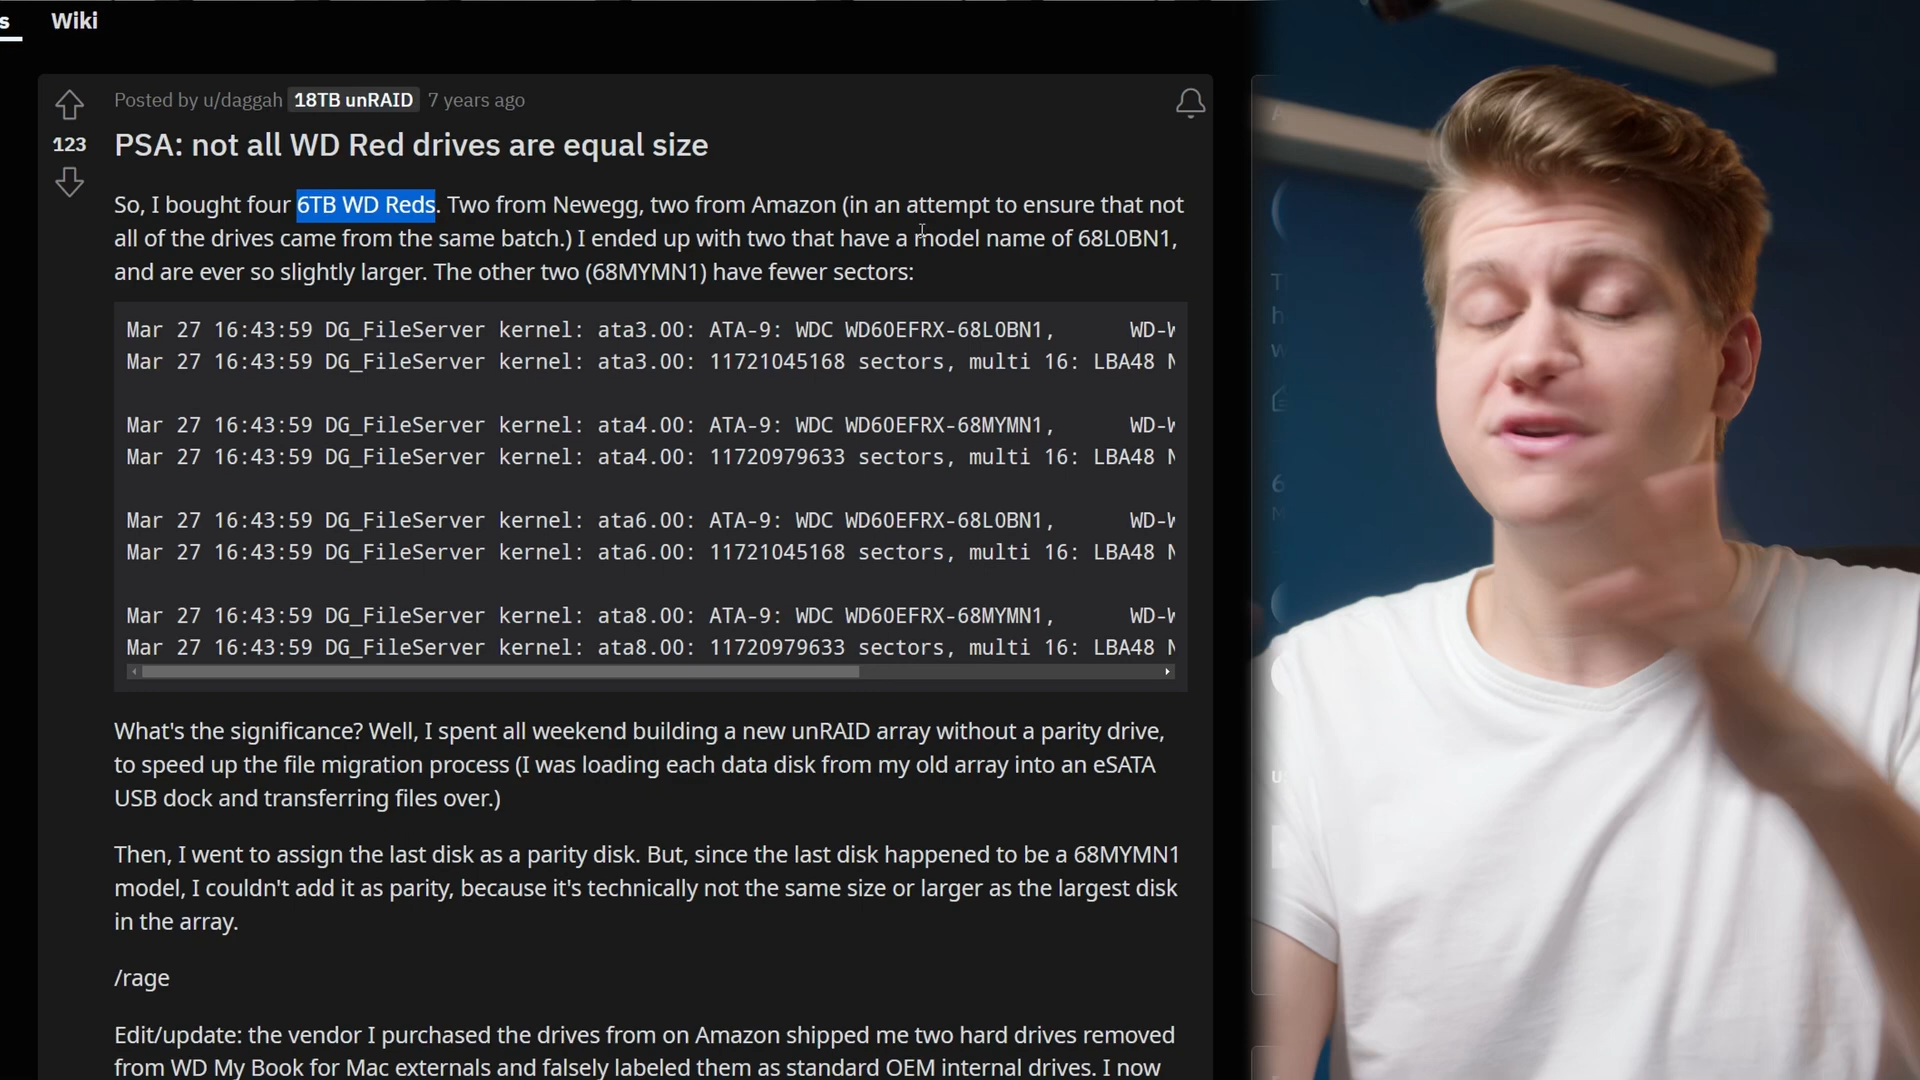 Wiki
Posted by u/daggah 18TB unRAID 7 years ago
123
PSA: not all WD Red drives are equal size
So, I bought four 6TB WD Reds. Two from Newegg, two from Amazon (in an attempt to ensure that not
all of the drives came from the same batch.) I ended up with two that have a model name of 68L0BN1,
and are ever so slightly larger. The other two (68MYMN1) have fewer sectors:
Mar 27 16:43:59 DG_FileServer kernel: ata3.00: ATA-9: WDC WD60EFRX-68L0BN1, WD-W
Mar 27 16:43:59 DG_FileServer kernel: ata3.00: 11721045168 sectors, multi 16: LBA48 N
Mar 27 16:43:59 DG_FileServer kernel: ata4.00: ATA-9: WDC WD60EFRX-68MYMN1, WD-W
Mar 27 16:43:59 DG_FileServer kernel: ata4.00: 11720979633 sectors, multi 16: LBA48 N
Mar 27 16:43:59 DG_FileServer kernel: ata6.00: ATA-9: WDC WD60EFRX-68L0BN1, WD-W
Mar 27 16:43:59 DG_FileServer kernel: ata6.00: 11721045168 sectors, multi 16: LBA48 N
Mar 27 16:43:59 DG_FileServer kernel: ata8.00: ATA-9: WDC WD60EFRX-68MYMN1, WD-W
Mar 27 16:43:59 DG_FileServer kernel: ata8.00: 11720979633 sectors, multi 16: LBA48 N
What's the significance? Well, I spent all weekend building a new unRAID array without a parity drive,
to speed up the file migration process (I was loading each data disk from my old array into an eSATA
USB dock and transferring files over.)
Then, I went to assign the last disk as a parity disk. But, since the last disk happened to be a 68MYMN1
model, I couldn't add it as parity, because it's technically not the same size or larger as the largest disk
in the array.
/rage
Edit/update: the vendor I purchased the drives from on Amazon shipped me two hard drives removed
from WD My Book for Mac externals and falsely labeled them as standard OEM internal drives. I now